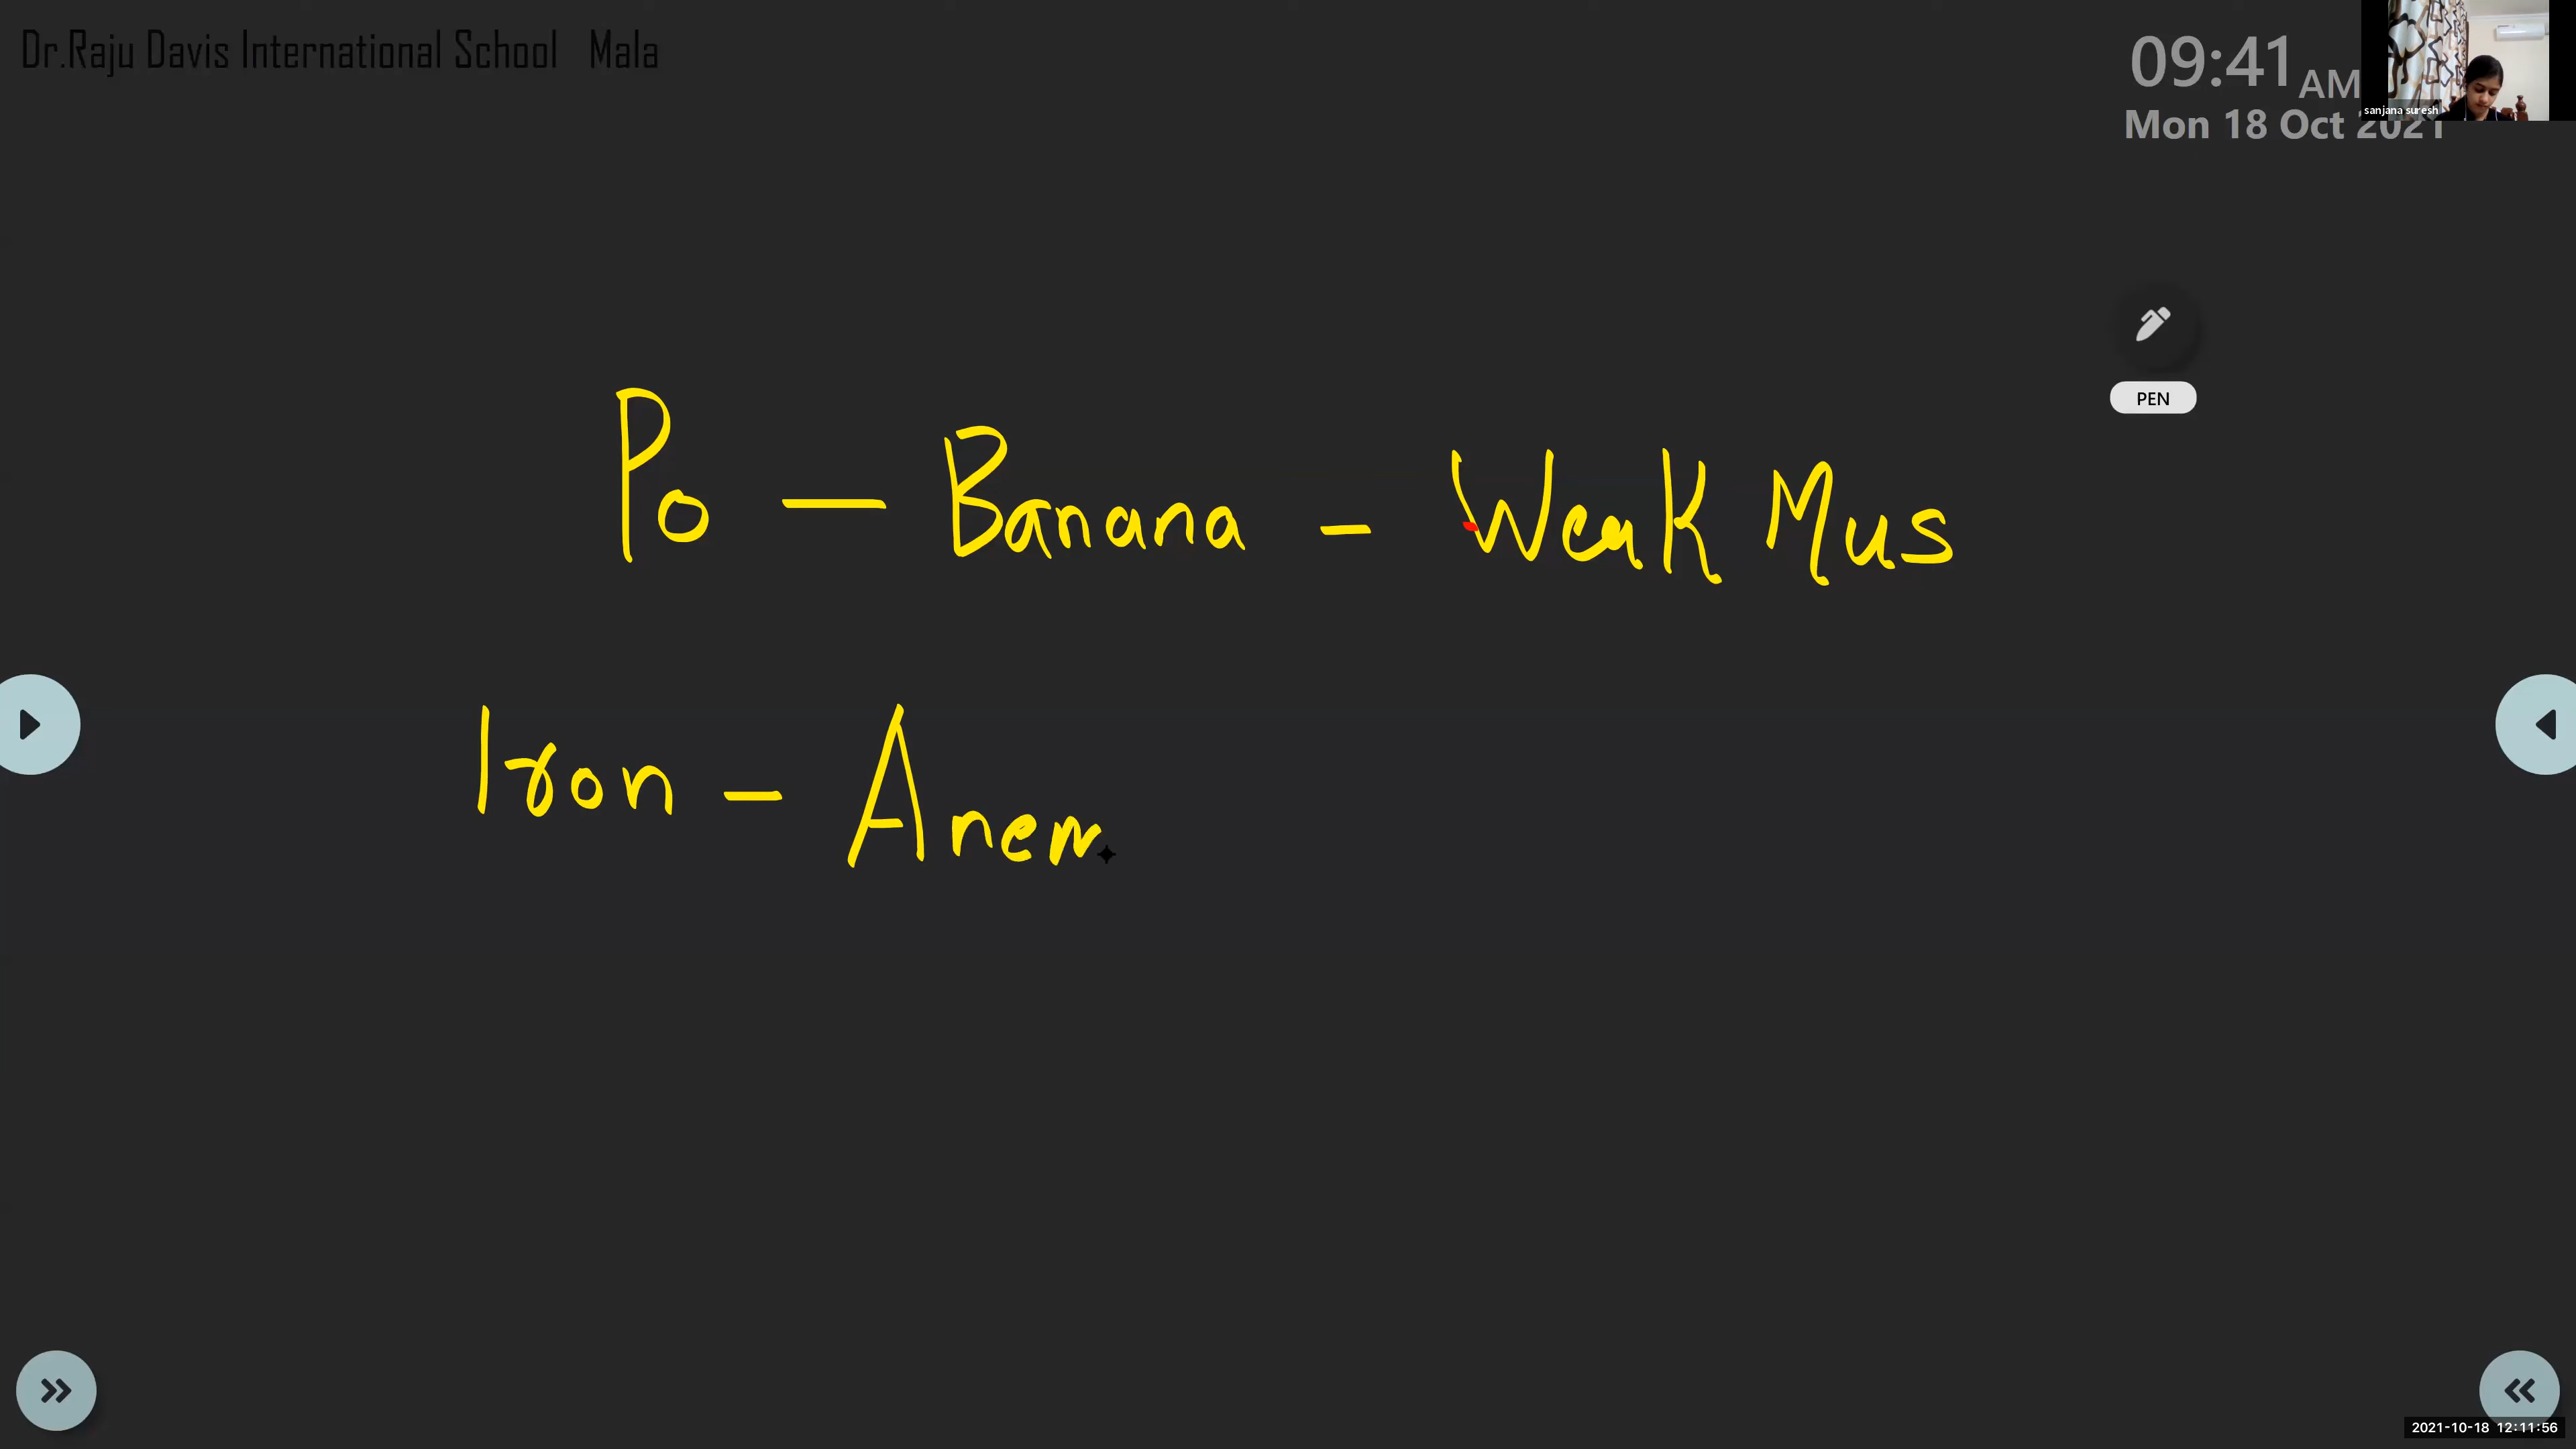 Dr.Raju Davis International School Mala
09:41 AM
sanjana suresh
Mon 18 Oct 2021
PEN
Po — Banana - Weak Mus
Iron - Anem
2021-10-18 12:11:56